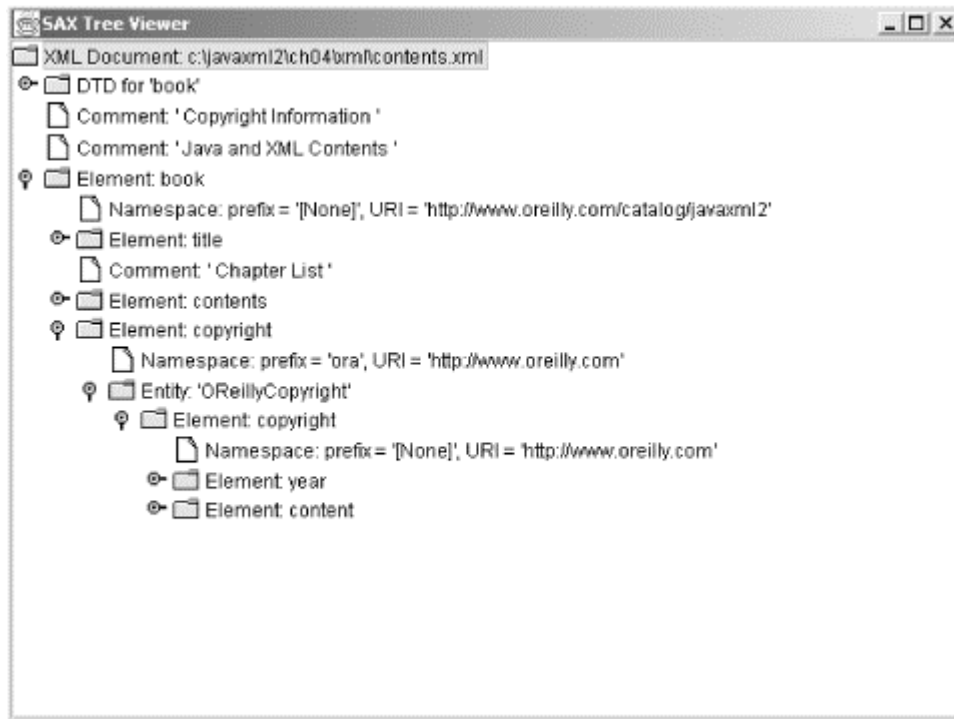 SAX Tree Viewer
XML Document: c:\javaxml2\ch04\xml\contents.xml
DTD for 'book'
Comment: ' Copyright Information '
Comment: ' Java and XML Contents '
Element: book
Namespace: prefix = '[None]', URI = 'http://www.oreilly.com/catalog/javaxml2'
Element: title
Comment: ' Chapter List '
Element: contents
Element: copyright
Namespace: prefix = 'ora', URI = 'http://www.oreilly.com'
Entity: 'OReillyCopyright'
Element: copyright
Namespace: prefix = '[None]', URI = 'http://www.oreilly.com'
Element: year
Element: content